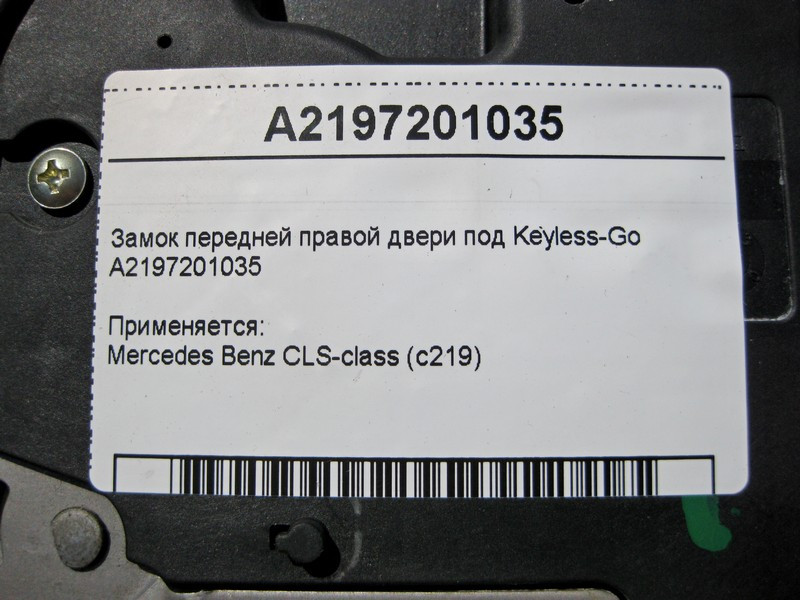 A2197201035
Замок передней правой двери под Keyless-Go
A2197201035
Применяется:
Mercedes Benz CLS-class (c219)